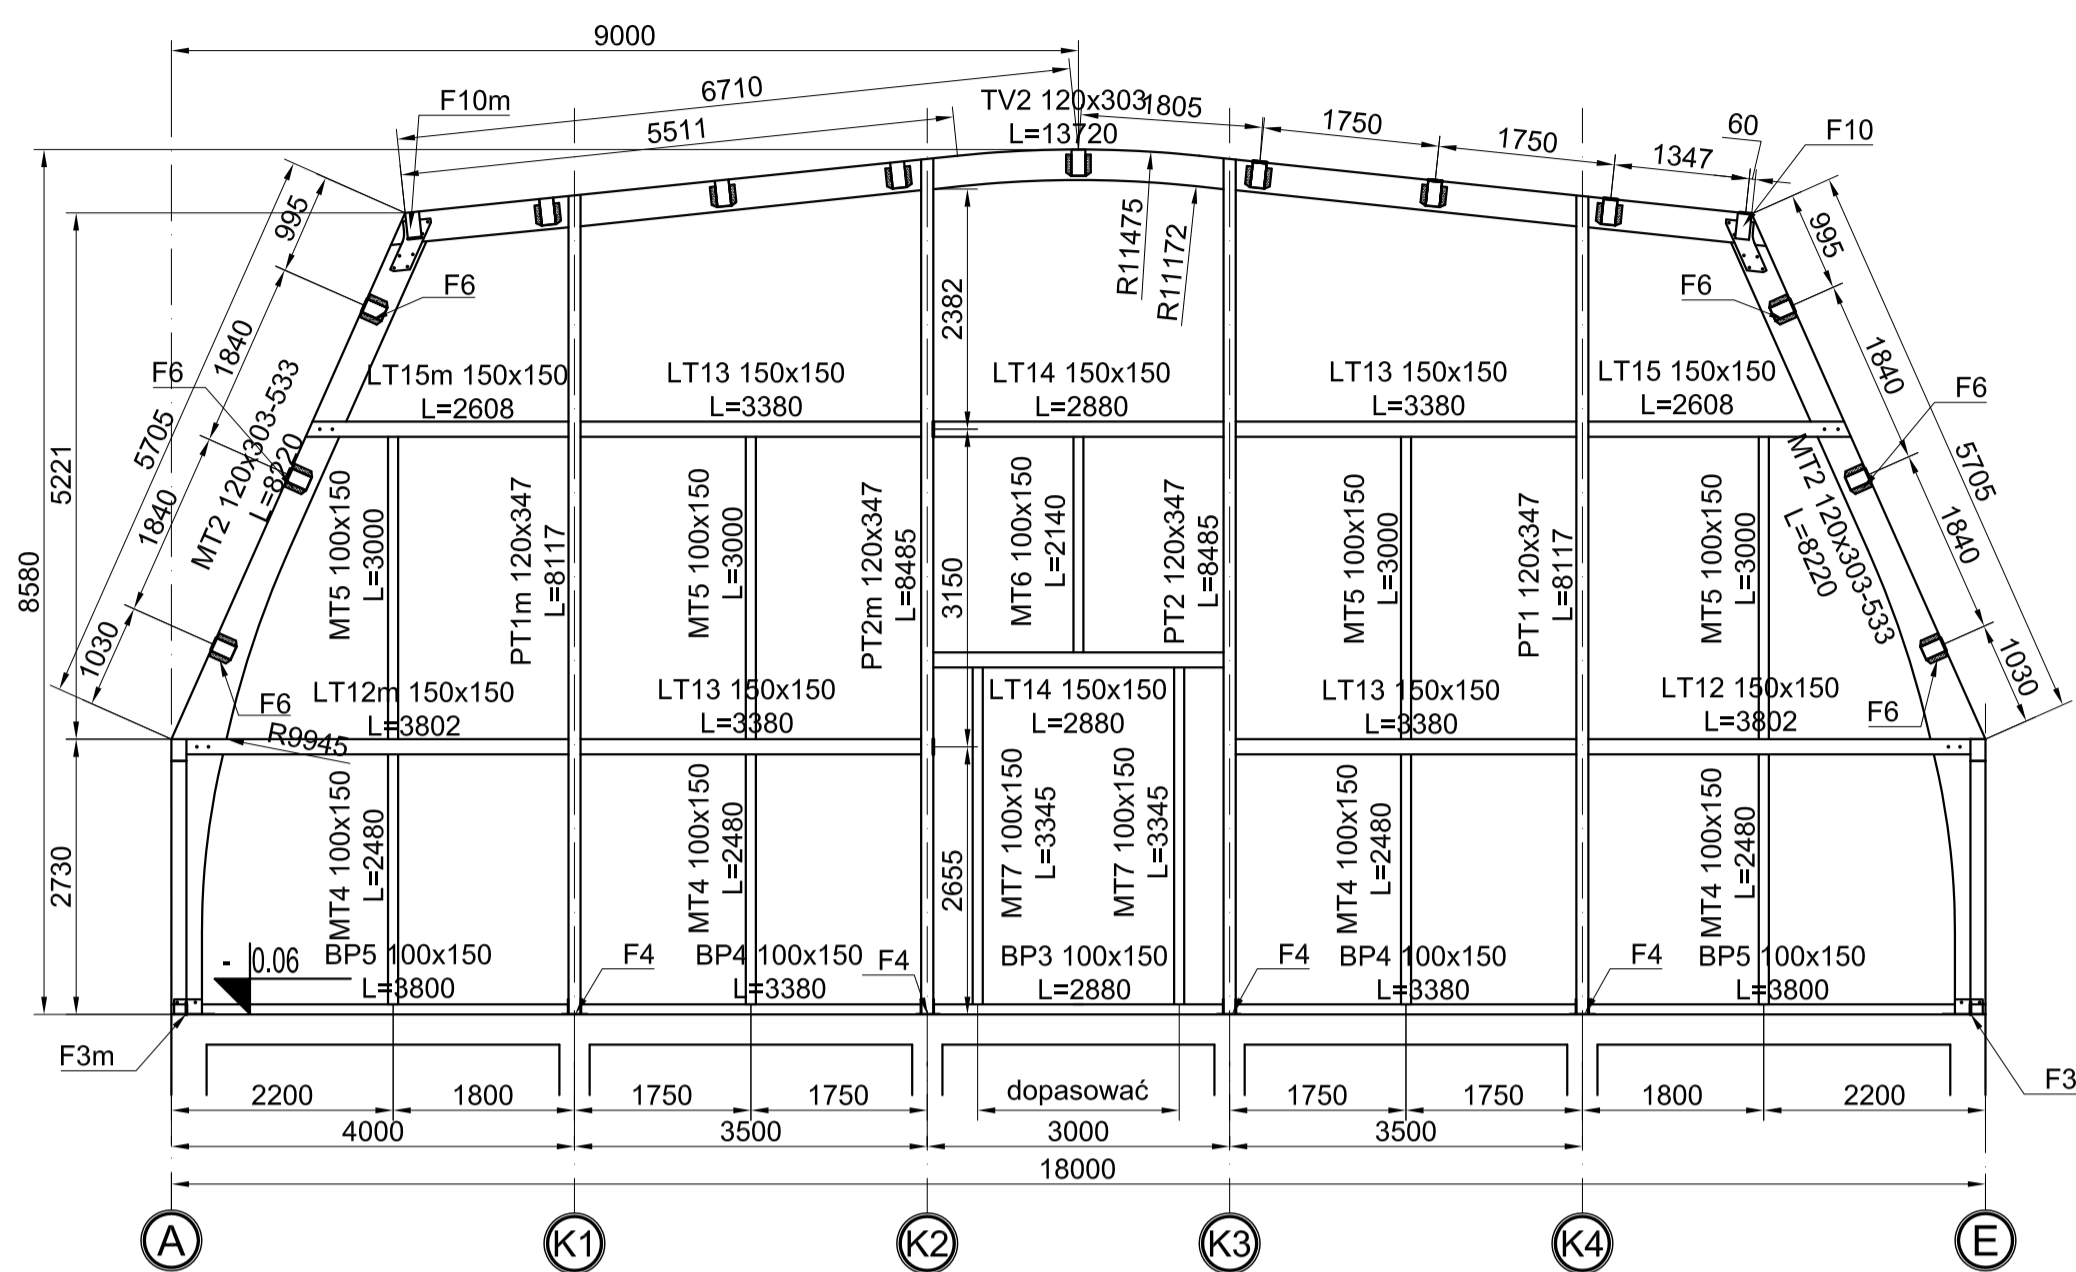 9000
6710
5511
F10m
TV2 120x303
L=13720
1805
1750
1750
1347
60
F10
995
1840
1840
1030
5705
5221
8580
2730
F6
F6
F6
MT2 120x303-533
L=8220
R11475
R11172
2382
3150
2655
F6
F6
F6
995
1840
1840
1030
5705
MT2 120x303-533
L=8220
LT15m 150x150
L=2608
LT13 150x150
L=3380
LT14 150x150
L=2880
LT13 150x150
L=3380
LT15 150x150
L=2608
MT5 100x150
L=3000
PT1m 120x347
L=8117
MT5 100x150
L=3000
PT2m 120x347
L=8485
MT6 100x150
L=2140
PT2 120x347
L=8485
MT5 100x150
L=3000
PT1 120x347
L=8117
MT5 100x150
L=3000
LT12m 150x150
L=3802
LT13 150x150
L=3380
LT14 150x150
L=2880
LT13 150x150
L=3380
LT12 150x150
L=3802
R9945
MT4 100x150
L=2480
MT4 100x150
L=2480
MT7 100x150
L=3345
MT7 100x150
L=3345
MT4 100x150
L=2480
MT4 100x150
L=2480
- 0.06
BP5 100x150
L=3800
F4
BP4 100x150
L=3380
F4
BP3 100x150
L=2880
F4
BP4 100x150
L=3380
F4
BP5 100x150
L=3800
F3m
F3
2200
1800
1750
1750
dopasować
1750
1750
1800
2200
4000
3500
3000
3500
18000
A
K1
K2
K3
K4
E